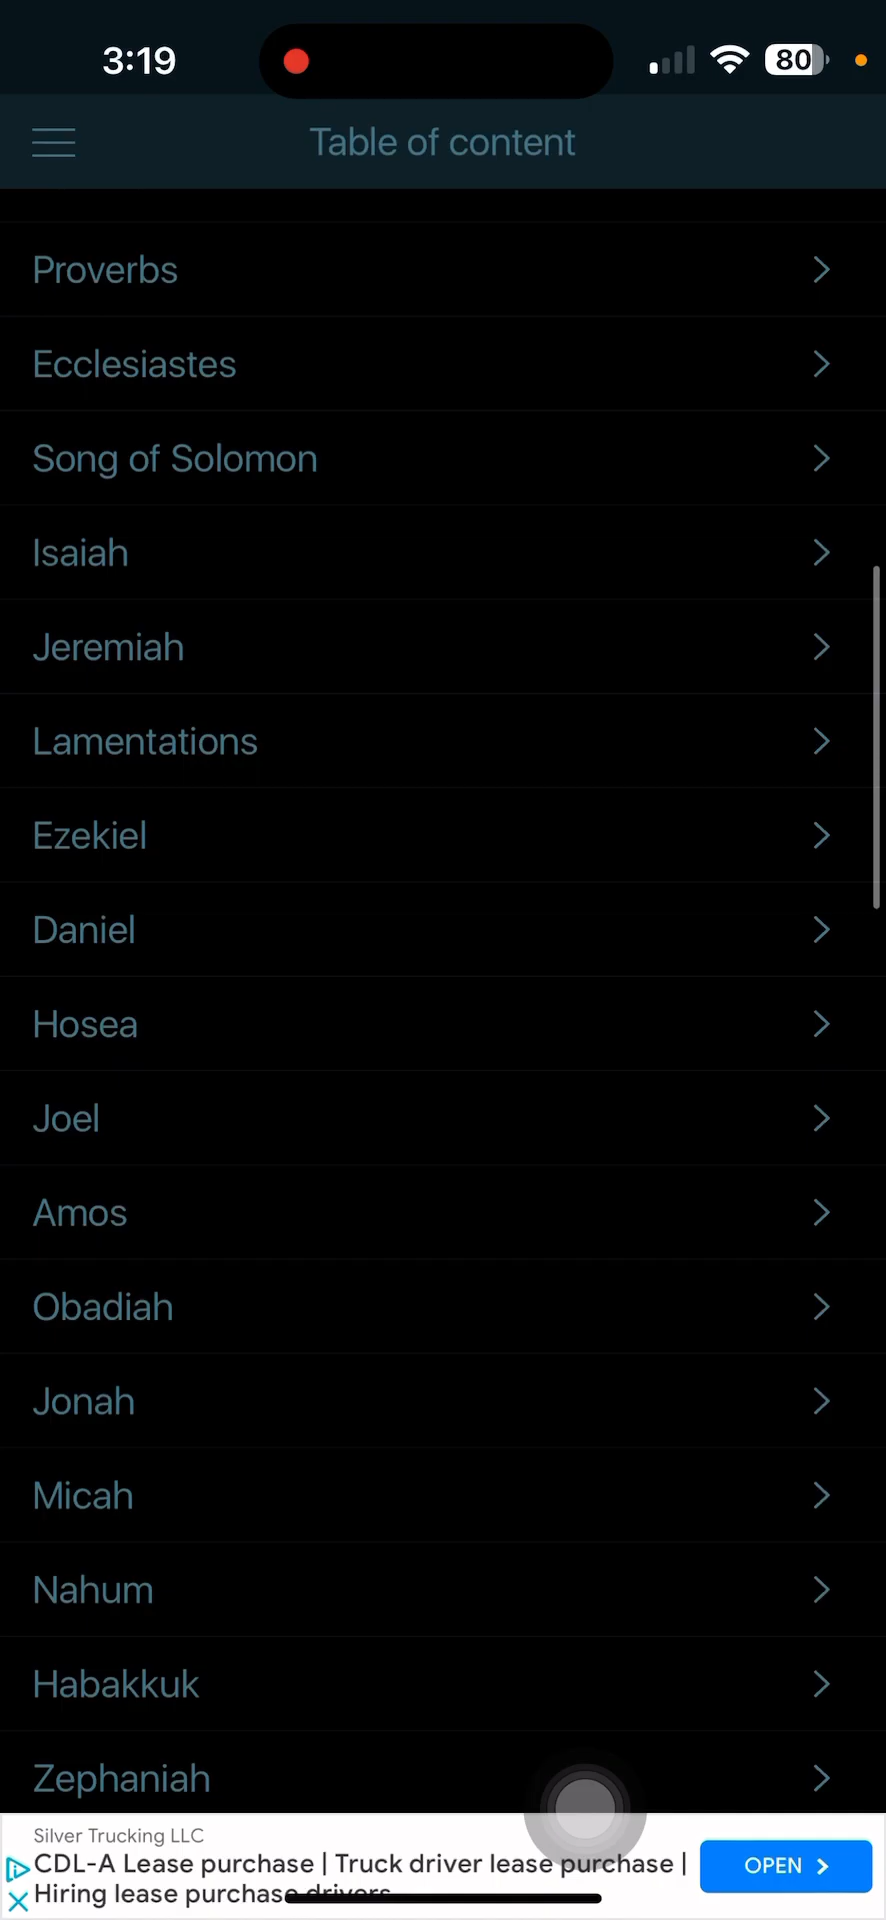 3:19
80
Table of content
Proverbs
Ecclesiastes
Song of Solomon
Isaiah
Jeremiah
Lamentations
Ezekiel
Daniel
Hosea
Joel
Amos
Obadiah
Jonah
Micah
Nahum
Habakkuk
Zephaniah
Silver Trucking LLC
CDL-A Lease purchase | Truck driver lease purchase |
Hiring lease purchase drivers
OPEN